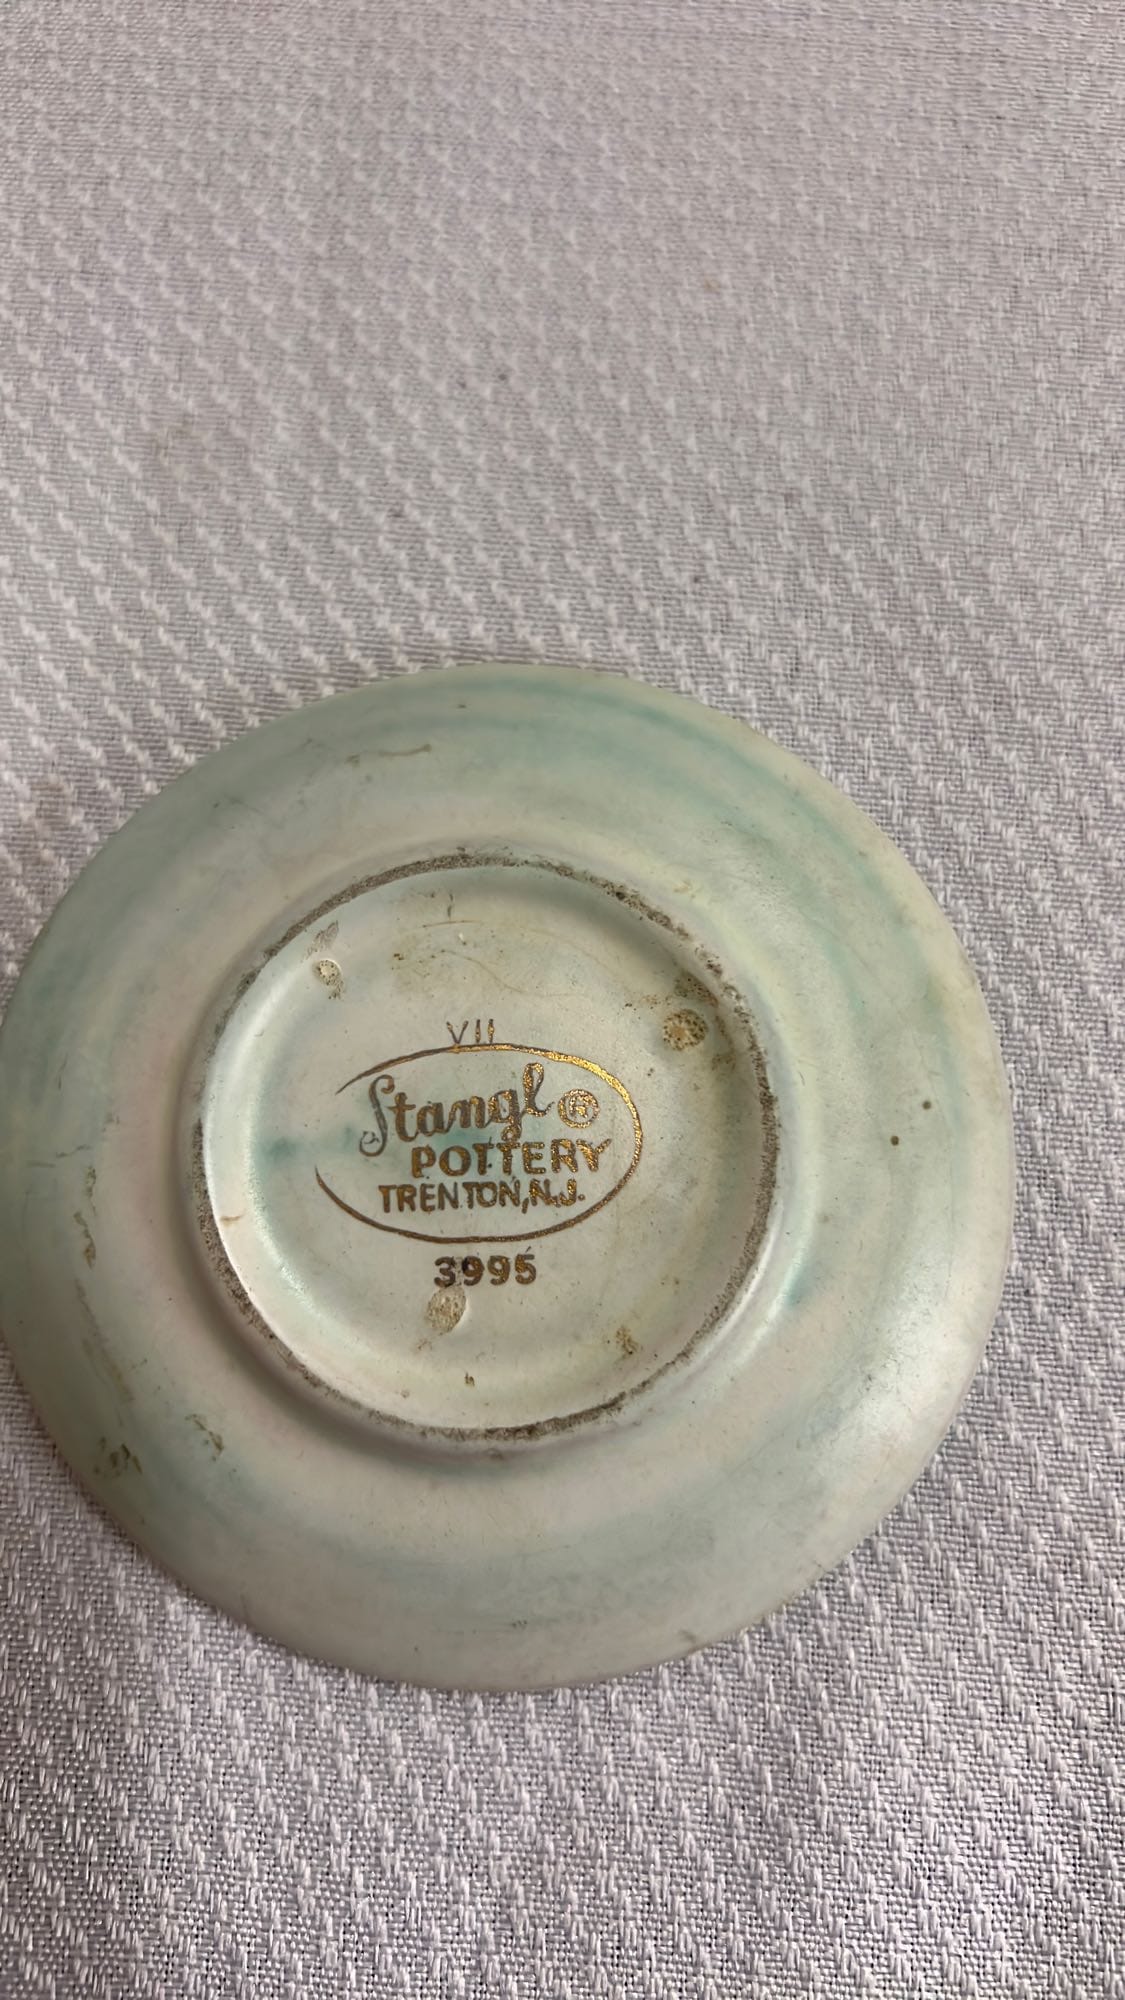 VII
Stangl ®
POTTERY
TRENTON, N.J.
3995